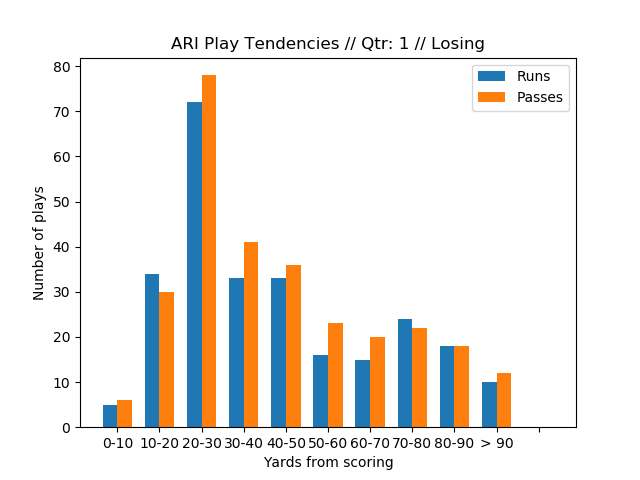 ARI Play Tendencies // Qtr: 1 // Losing
Runs
Passes
Number of plays
80
70
60
50
40
30
20
10
0
0-10 10-20 20-30 30-40 40-50 50-60 60-70 70-80 80-90 > 90
Yards from scoring